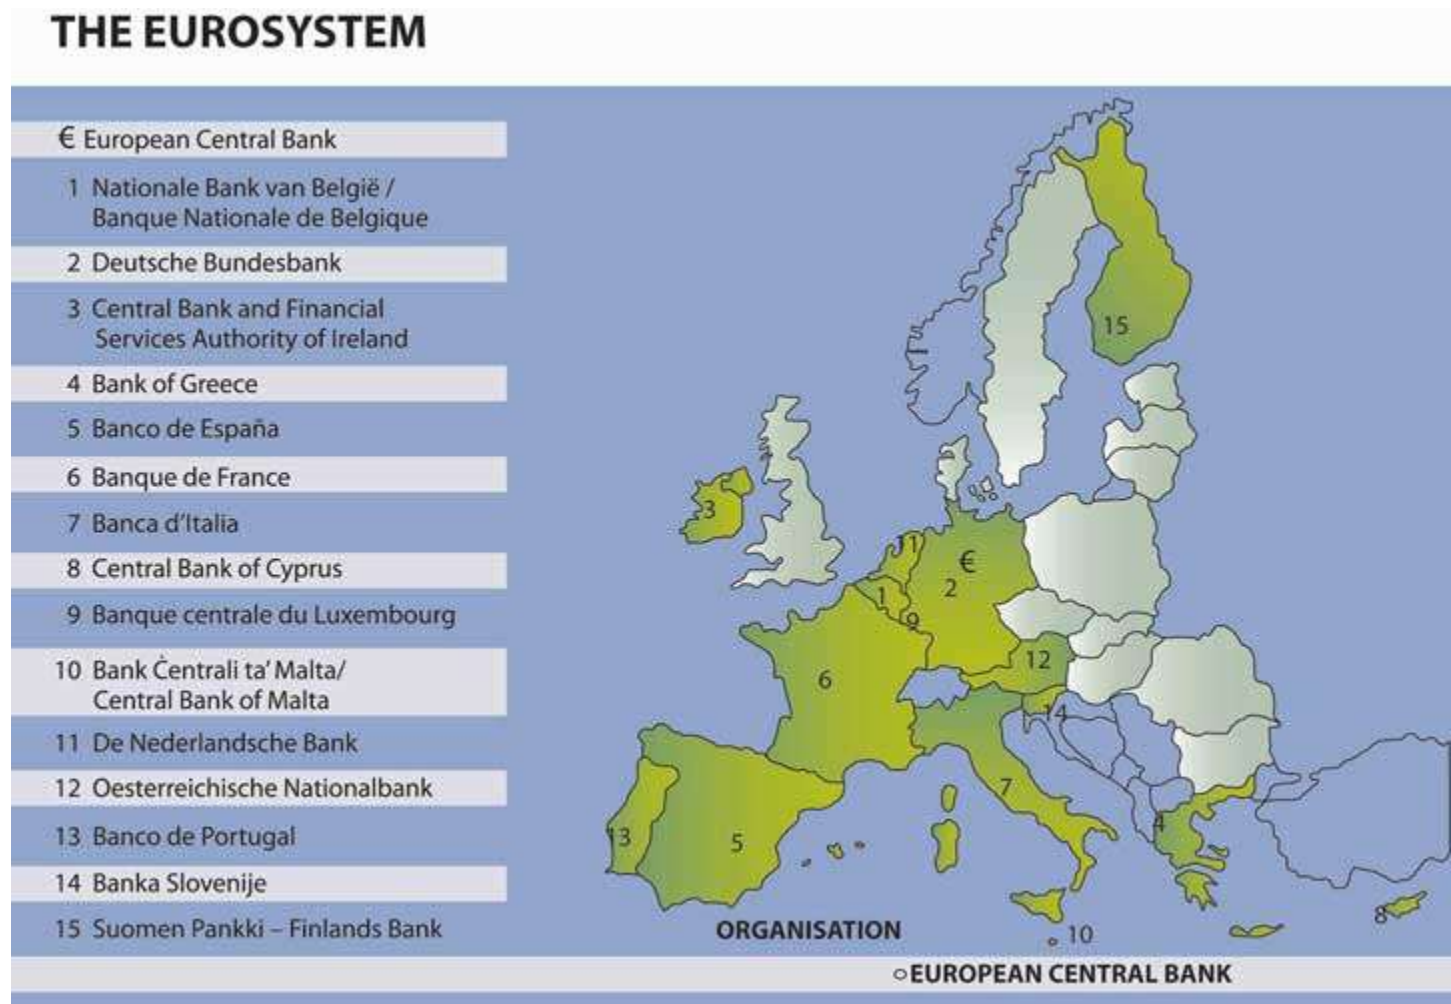 THE EUROSYSTEM
€ European Central Bank
1 Nationale Bank van België /
Banque Nationale de Belgique
2 Deutsche Bundesbank
3 Central Bank and Financial
Services Authority of Ireland
4 Bank of Greece
5 Banco de España
6 Banque de France
7 Banca d'Italia
8 Central Bank of Cyprus
9 Banque centrale du Luxembourg
10 Bank Ċentrali ta' Malta/
Central Bank of Malta
11 De Nederlandsche Bank
12 Oesterreichische Nationalbank
13 Banco de Portugal
14 Banka Slovenije
15 Suomen Pankki – Finlands Bank
15
3
11
€
1
2
9
12
6
14
7
4
13
5
8
10
ORGANISATION
EUROPEAN CENTRAL BANK